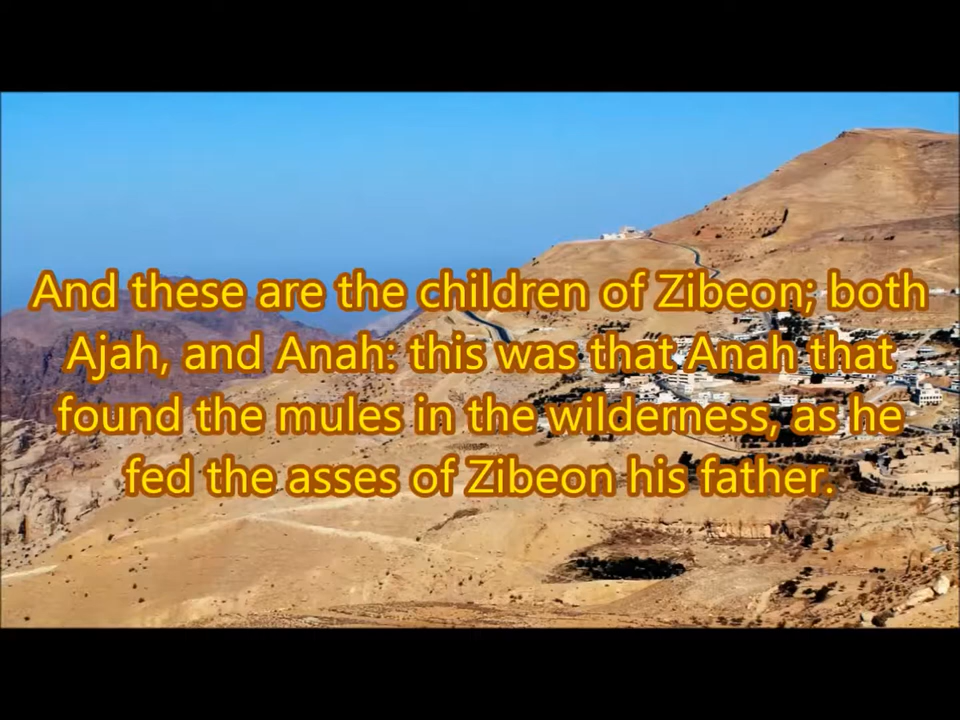 And these are the children of Zibeon; both
Ajah, and Anah: this was that Anah that
found the mules in the wilderness, as he
fed the asses of Zibeon his father.